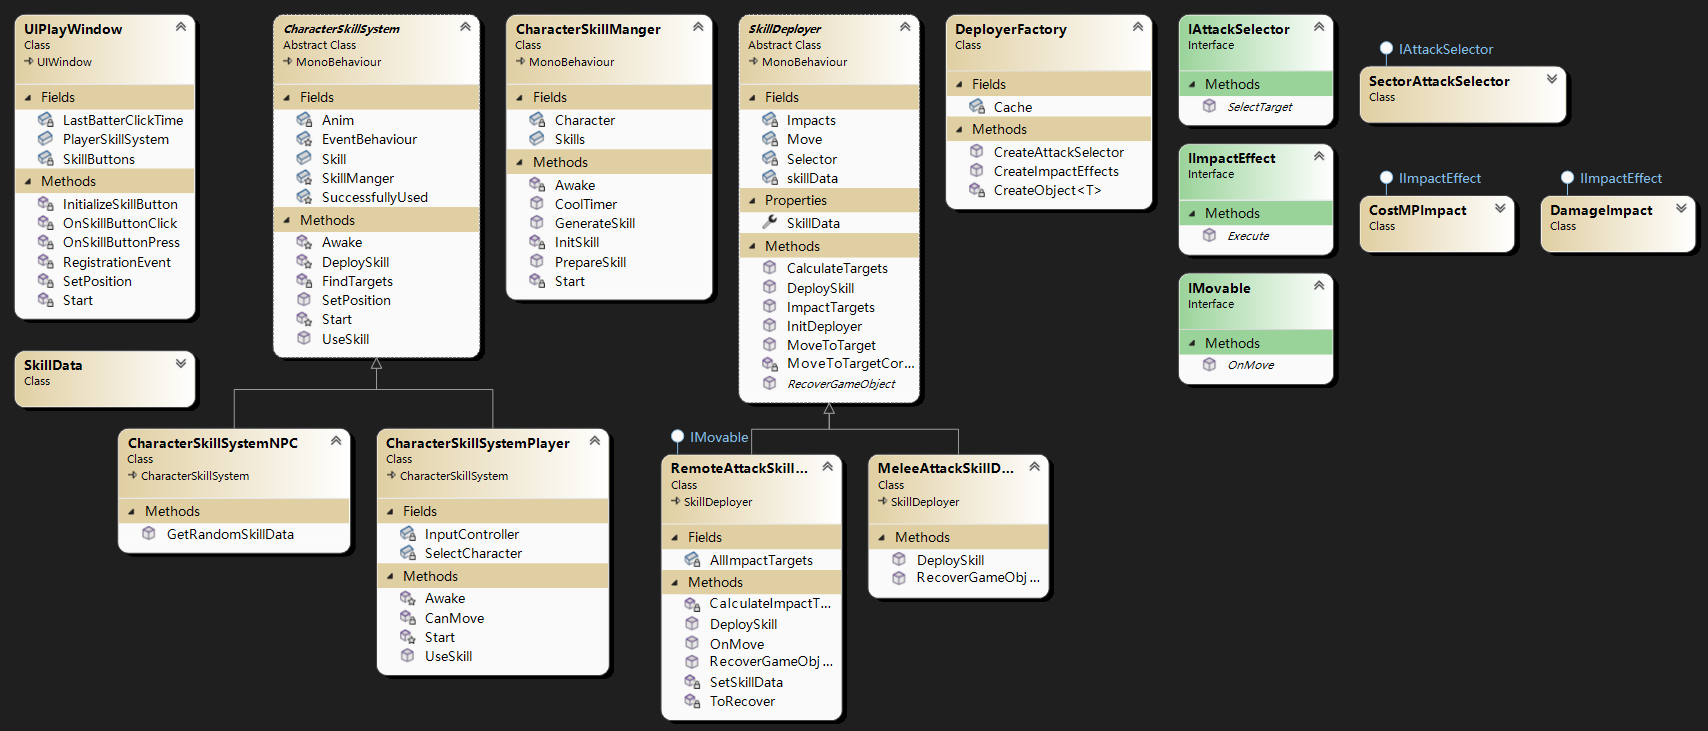 UIPlayWindow
Class
UIWindow
Fields
LastBatterClickTime
PlayerSkillSystem
SkillButtons
Methods
InitializeSkillButton
OnSkillButtonClick
OnSkillButtonPress
RegistrationEvent
SetPosition
Start
SkillData
Class
CharacterSkillSystem
Abstract Class
MonoBehaviour
Fields
Anim
EventBehaviour
Skill
SkillManger
SuccessfullyUsed
Methods
Awake
DeploySkill
FindTargets
SetPosition
Start
UseSkill
CharacterSkillManger
Class
MonoBehaviour
Fields
Character
Skills
Methods
Awake
CoolTimer
GenerateSkill
InitSkill
PrepareSkill
Start
SkillDeployer
Abstract Class
MonoBehaviour
Fields
Impacts
Move
Selector
skillData
Properties
SkillData
Methods
CalculateTargets
DeploySkill
ImpactTargets
InitDeployer
MoveToTarget
MoveToTargetCor...
RecoverGameObject
DeployerFactory
Class
Fields
Cache
Methods
CreateAttackSelector
CreateImpactEffects
CreateObject<T>
IAttackSelector
Interface
Methods
SelectTarget
IImpactEffect
Interface
Methods
Execute
IMovable
Interface
Methods
OnMove
IAttackSelector
SectorAttackSelector
Class
IImpactEffect
CostMPImpact
Class
IImpactEffect
DamageImpact
Class
CharacterSkillSystemNPC
Class
CharacterSkillSystem
Methods
GetRandomSkillData
CharacterSkillSystemPlayer
Class
CharacterSkillSystem
Fields
InputController
SelectCharacter
Methods
Awake
CanMove
Start
UseSkill
IMovable
RemoteAttackSkill...
Class
SkillDeployer
Fields
AllImpactTargets
Methods
CalculateImpactT...
DeploySkill
OnMove
RecoverGameObj...
SetSkillData
ToRecover
MeleeAttackSkillD...
Class
SkillDeployer
Methods
DeploySkill
RecoverGameObj...